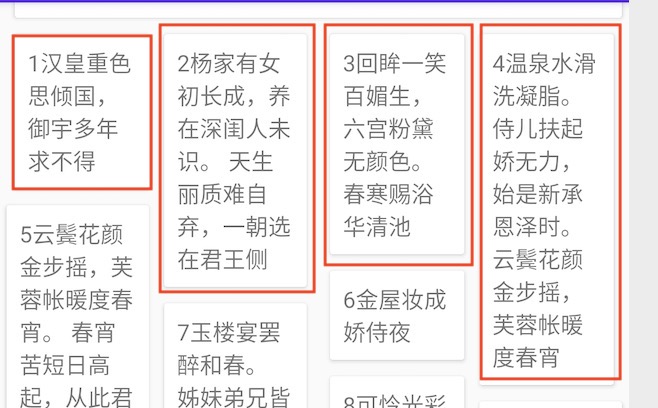 1汉皇重色
思倾国，
御宇多年
求不得
2杨家有女
初长成，养
在深闺人未
识。 天生
丽质难自
弃，一朝选
在君王侧
3回眸一笑
百媚生，
六宫粉黛
无颜色。
春寒赐浴
华清池
4温泉水滑
洗凝脂。
侍儿扶起
娇无力，
始是新承
恩泽时。
云鬓花颜
金步摇，
芙蓉帐暖
度春宵
5云鬓花颜
金步摇，芙
蓉帐暖度春
宵。 春宵
苦短日高
起，从此君
6金屋妆成
娇侍夜
7玉楼宴罢
醉和春。
姊妹弟兄皆
8可怜光彩